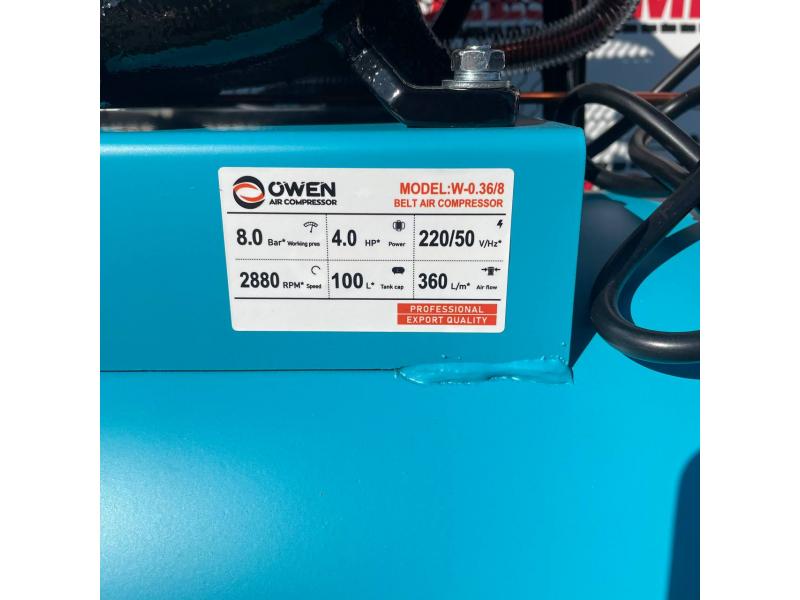 ÖWEN
AIR COMPRESSOR
MODEL:W-0.36/8
BELT AIR COMPRESSOR
8.0 Bar* Working pres
4.0 HP* Power
220/50 V/Hz*
2880 RPM* Speed
100 L* Tank cap
360 L/m* Air flow
PROFESSIONAL
EXPORT QUALITY